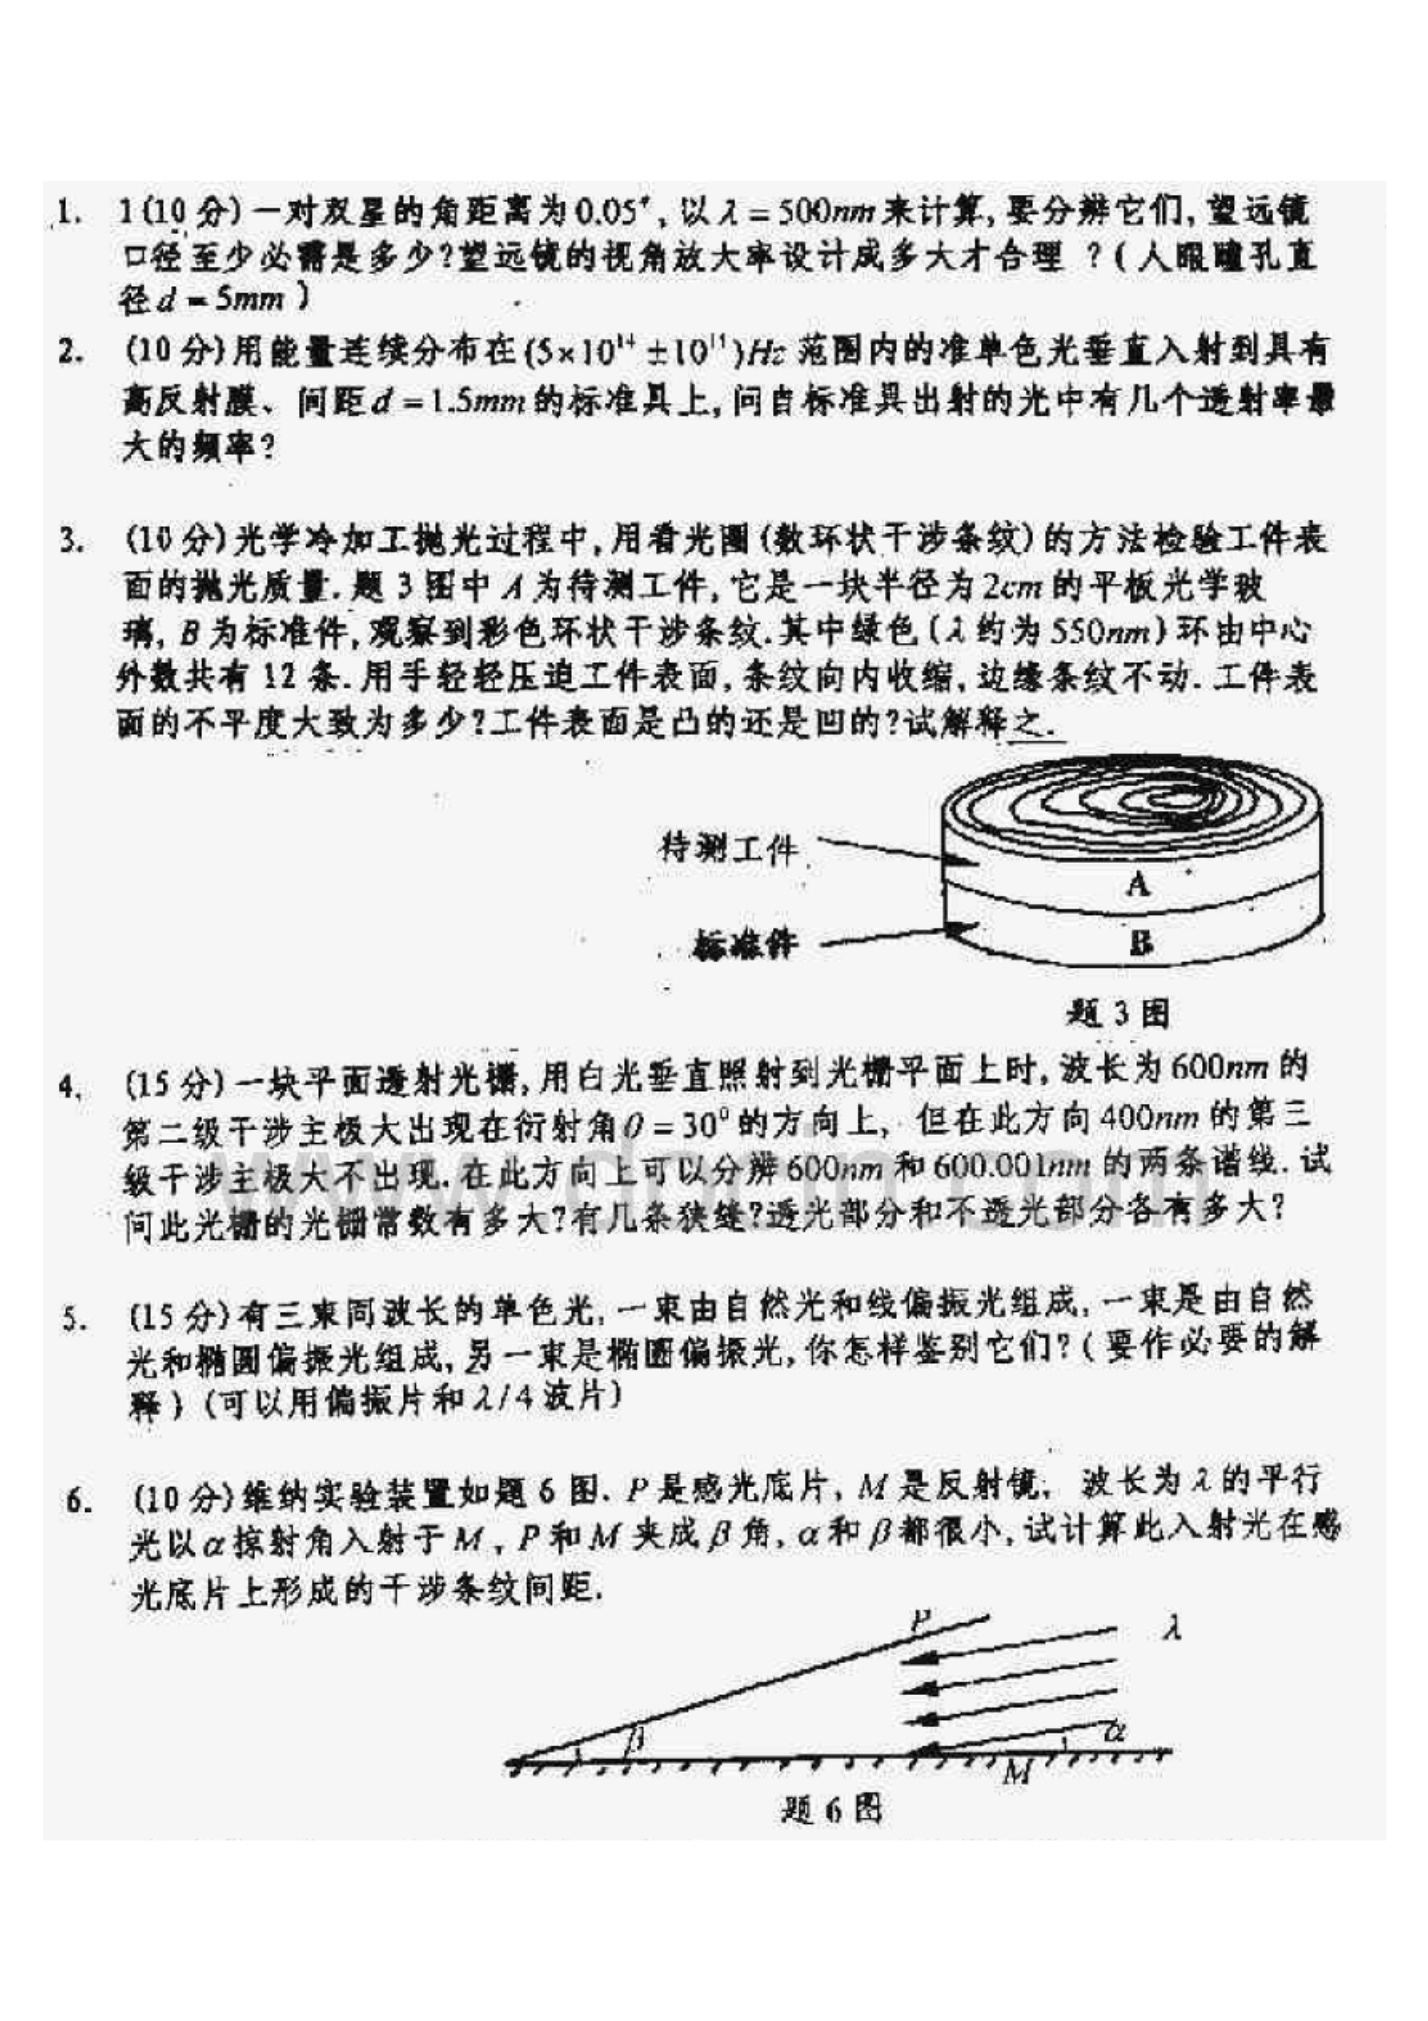 1. 1(10分)一对双星的角距离为0.05″,以λ=500nm来计算,要分辨它们,望远镜
口径至少必需是多少?望远镜的视角放大率设计成多大才合理 ?(人眼瞳孔直
径d=5mm)
2. (10分)用能量连续分布在(5×10¹⁴±10¹¹)Hz范围内的准单色光垂直入射到具有
高反射膜、间距d=1.5mm的标准具上,问自标准具出射的光中有几个透射率最
大的频率?
3. (10分)光学冷加工抛光过程中,用看光圈(数环状干涉条纹)的方法检验工件表
面的抛光质量.题3图中A为待测工件,它是一块半径为2cm的平板光学玻
璃,B为标准件,观察到彩色环状干涉条纹.其中绿色(λ约为550nm)环由中心
外数共有12条.用手轻轻压迫工件表面,条纹向内收缩,边缘条纹不动.工件表
面的不平度大致为多少?工件表面是凸的还是凹的?试解释之.
待测工件
A
标准件
B
题3图
4. (15分)一块平面透射光栅,用白光垂直照射到光栅平面上时,波长为600nm的
第二级干涉主极大出现在衍射角θ=30⁰的方向上, 但在此方向400nm的第三
级干涉主极大不出现.在此方向上可以分辨600nm和600.001nm的两条谱线.试
问此光栅的光栅常数有多大?有几条狭缝?透光部分和不透光部分各有多大?
www.docin.com
5. (15分)有三束同波长的单色光,一束由自然光和线偏振光组成,一束是由自然
光和椭圆偏振光组成,另一束是椭圆偏振光,你怎样鉴别它们?(要作必要的解
释)(可以用偏振片和λ/4波片)
6. (10分)维纳实验装置如题6图.P是感光底片,M是反射镜, 波长为λ的平行
光以α掠射角入射于M,P和M夹成β角,α和β都很小,试计算此入射光在感
光底片上形成的干涉条纹间距.
P
λ
β
α
M
题6图